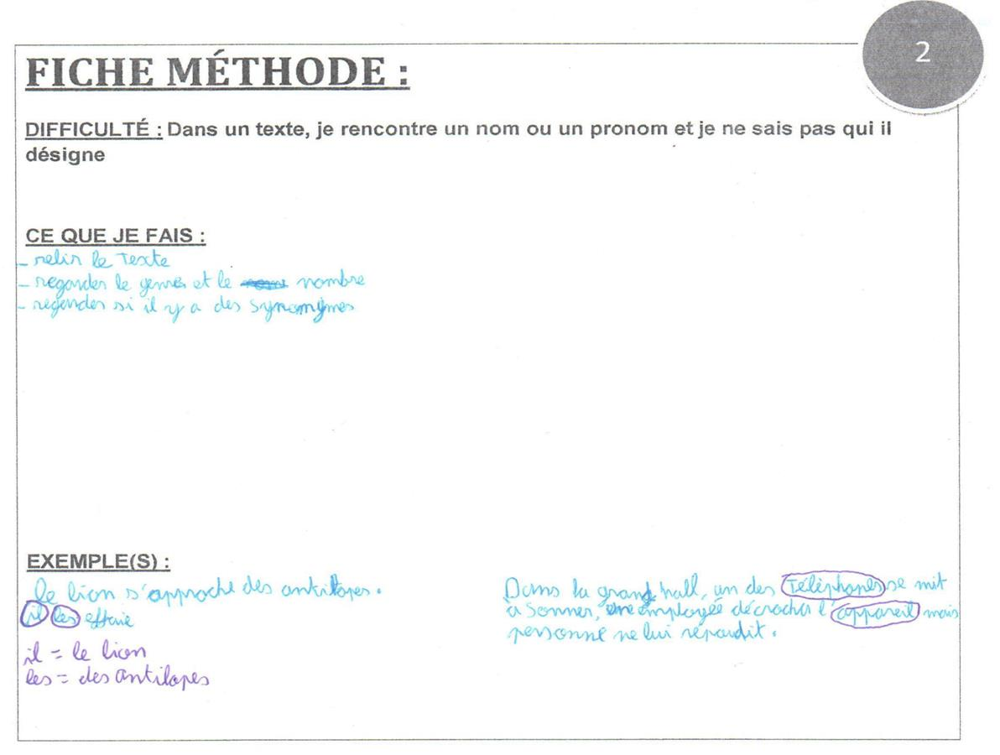 2
FICHE MÉTHODE :
DIFFICULTÉ : Dans un texte, je rencontre un nom ou un pronom et je ne sais pas qui il
désigne
CE QUE JE FAIS :
- relir le texte
- regarder le genre et le nombre
- regarder si il y a des synonymes
EXEMPLE(S) :
le lion s'approche des antilopes.
il les effraie
il = le lion
les = des antilopes
Dans la grand hall, un des téléphones se mit
à sonner, une employée décrocha l'appareil mais
personne ne lui répondit.